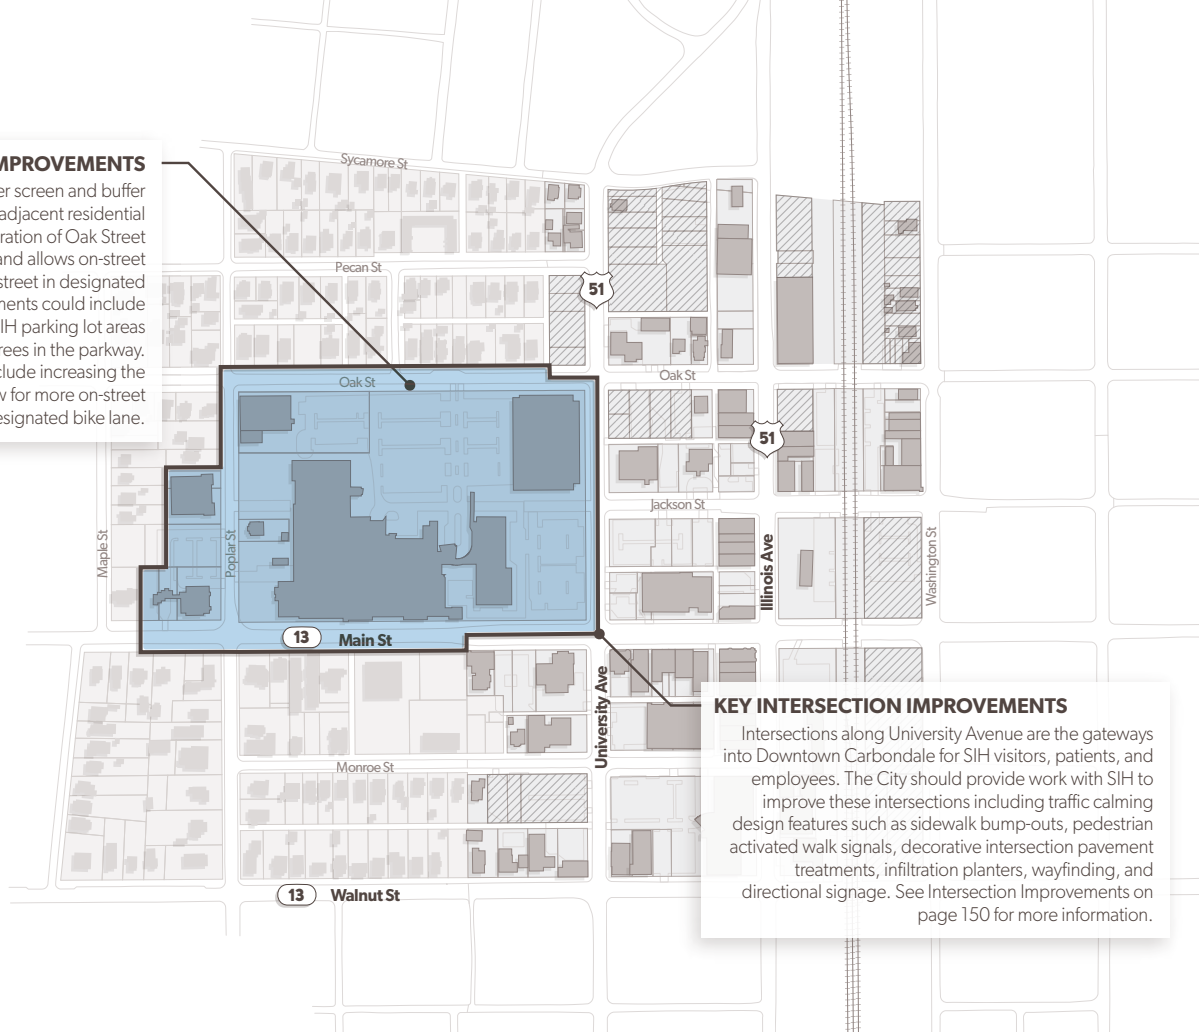 Sycamore St
MPROVEMENTS
er screen and buffer
adjacent residential
ration of Oak Street
and allows on-street
street in designated
ments could include
IH parking lot areas
rees in the parkway.
clude increasing the
w for more on-street
esignated bike lane.
Pecan St
51
Oak St
Oak St
51
Jackson St
Maple St
Poplar St
Illinois Ave
Washington St
13
Main St
University Ave
KEY INTERSECTION IMPROVEMENTS
Intersections along University Avenue are the gateways
into Downtown Carbondale for SIH visitors, patients, and
employees. The City should provide work with SIH to
improve these intersections including traffic calming
design features such as sidewalk bump-outs, pedestrian
activated walk signals, decorative intersection pavement
treatments, infiltration planters, wayfinding, and
directional signage. See Intersection Improvements on
page 150 for more information.
Monroe St
13
Walnut St